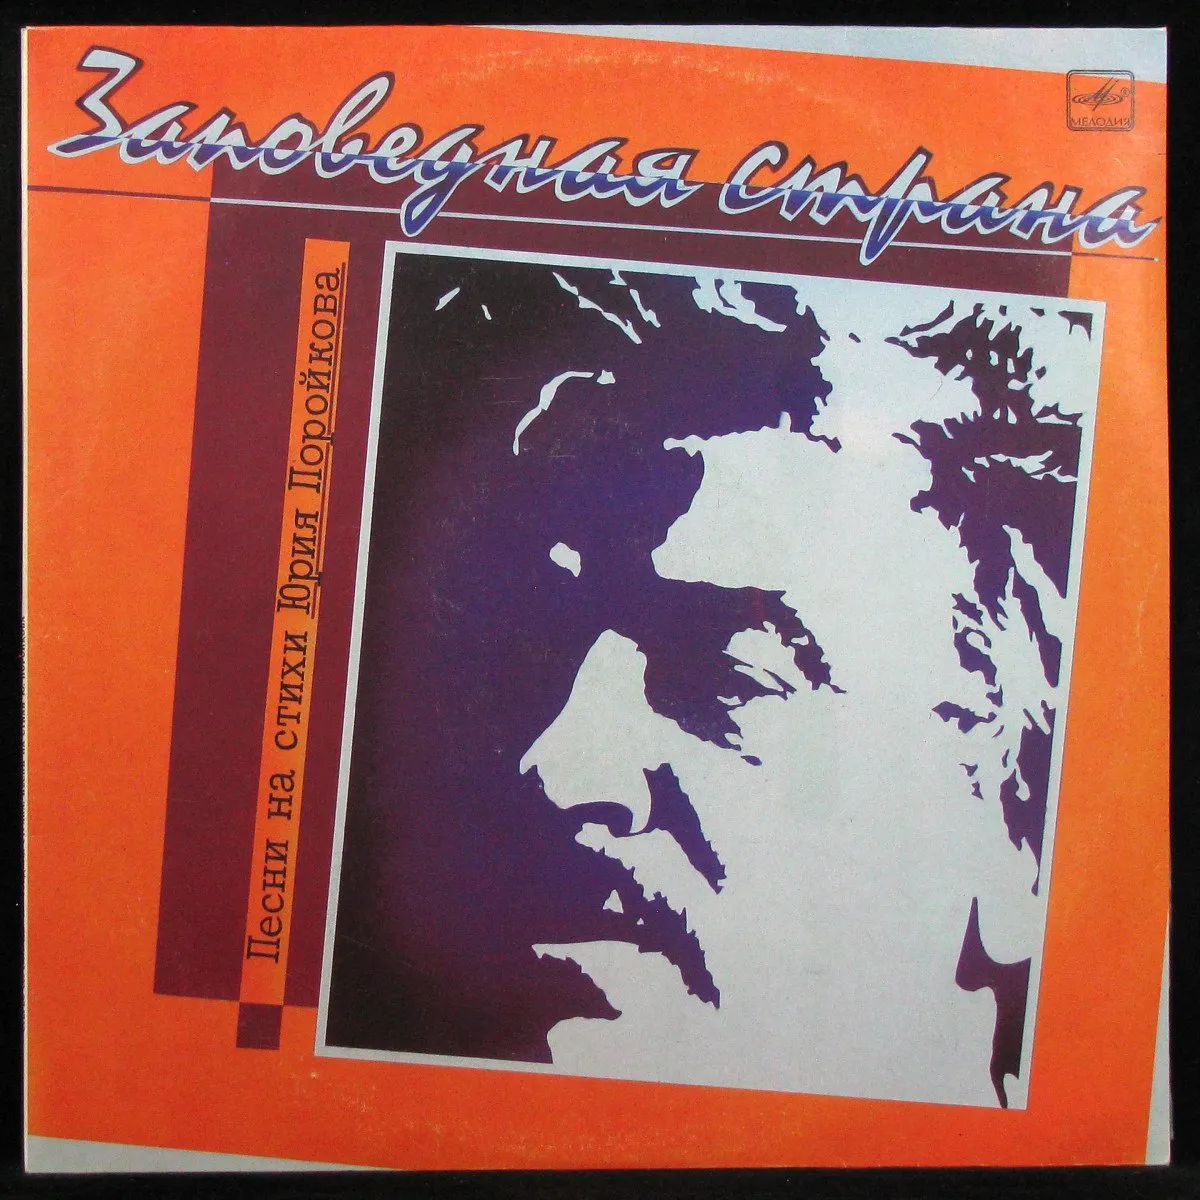 Заповедная страна
МЕЛОДИЯ
Песни на стихи Юрия Поройкова